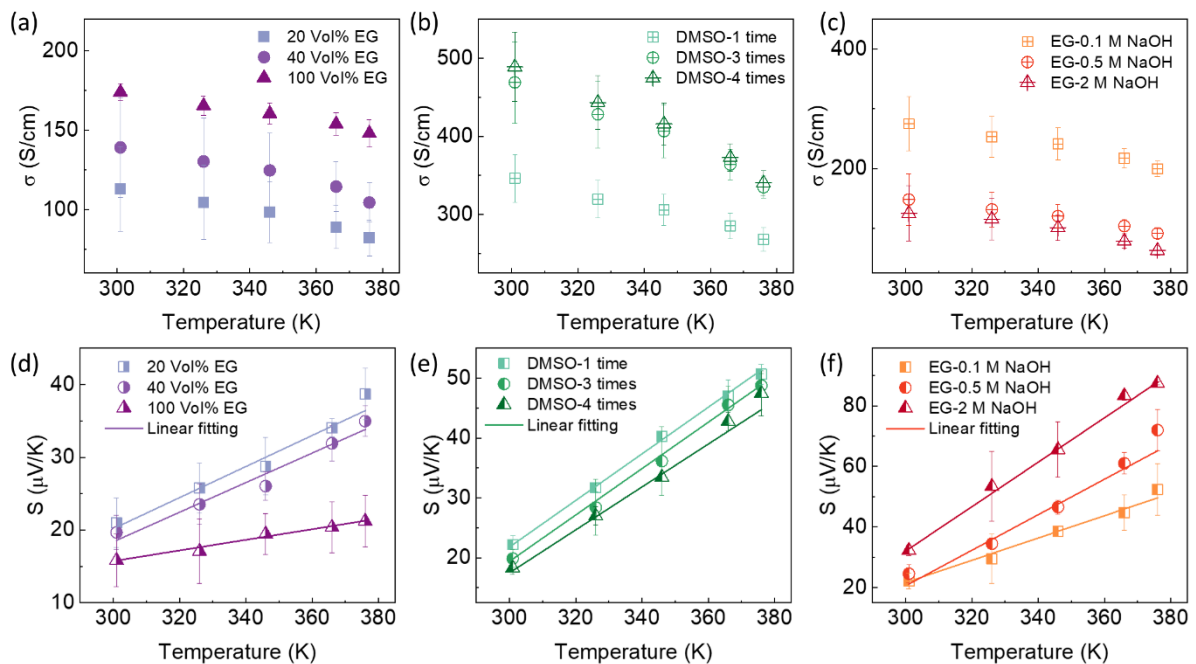 (a)
200
150
100
σ (S/cm)
20 Vol% EG
40 Vol% EG
100 Vol% EG
300 320 340 360 380
Temperature (K)
(b)
500
400
300
σ (S/cm)
DMSO-1 time
DMSO-3 times
DMSO-4 times
300 320 340 360 380
Temperature (K)
(c)
400
200
σ (S/cm)
EG-0.1 M NaOH
EG-0.5 M NaOH
EG-2 M NaOH
300 320 340 360 380
Temperature (K)
(d)
40
30
20
10
S (μV/K)
20 Vol% EG
40 Vol% EG
100 Vol% EG
Linear fitting
300 320 340 360 380
Temperature (K)
(e)
50
40
30
20
S (μV/K)
DMSO-1 time
DMSO-3 times
DMSO-4 times
Linear fitting
300 320 340 360 380
Temperature (K)
(f)
80
60
40
20
S (μV/K)
EG-0.1 M NaOH
EG-0.5 M NaOH
EG-2 M NaOH
Linear fitting
300 320 340 360 380
Temperature (K)